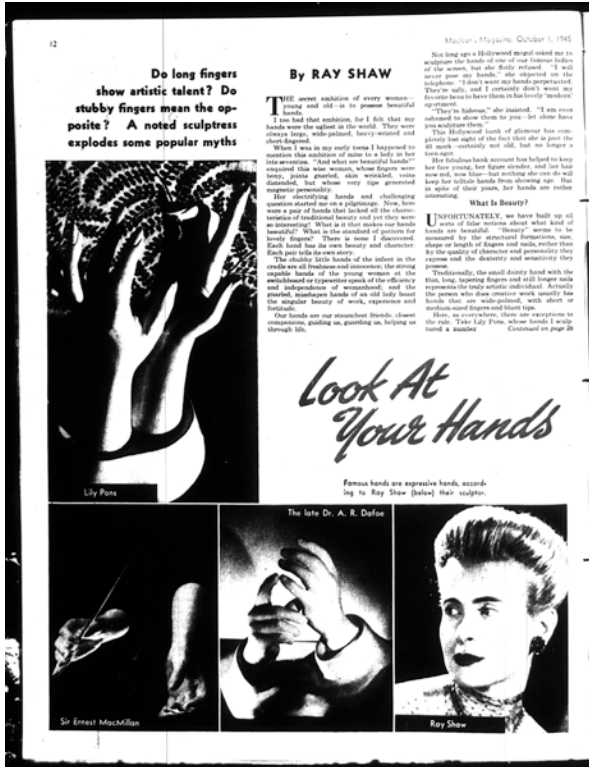 12
Maclean's Magazine, October 1, 1945
Do long fingers
show artistic talent? Do
stubby fingers mean the op-
posite? A noted sculptress
explodes some popular myths
By RAY SHAW
THE secret ambition of every woman—
young and old—is to possess beautiful
hands.
I too had that ambition, for I felt that my
hands were the ugliest in the world. They were
always large, wide-palmed, heavy-wristed and
short-fingered.
When I was in my early teens I happened to
mention this ambition of mine to a lady in her
late seventies. "And what are beautiful hands?"
enquired this wise woman, whose fingers were
bony, joints gnarled, skin wrinkled, veins
distended, but whose very tips generated
magnetic personality.
Her electrifying hands and challenging
question started me on a pilgrimage. Now, here
were a pair of hands that lacked all the charac-
teristics of traditional beauty and yet they were
so interesting! What is it that makes our hands
beautiful? What is the standard of pattern for
lovely fingers? There is none I discovered.
Each hand has its own beauty and character.
Each pair tells its own story.
The chubby little hands of the infant in the
cradle are all freshness and innocence; the strong
capable hands of the young woman at the
switchboard or typewriter speak of the efficiency
and independence of womanhood; and the
gnarled, misshapen hands of an old lady boast
the singular beauty of work, experience and
fortitude.
Our hands are our staunchest friends, closest
companions, guiding us, guarding us, helping us
through life.
Not long ago a Hollywood mogul asked me to
sculpture the hands of one of our famous ladies
of the screen, but she flatly refused. "I will
never pose my hands," she objected on the
telephone. "I don't want my hands perpetuated.
They're ugly, and I certainly don't want my
favorite beau to have them in his lovely 'modern'
apartment.
"They're hideous," she insisted. "I am even
ashamed to show them to you—let alone have
you sculpture them."
This Hollywood hunk of glamour has com-
pletely lost sight of the fact that she is past the
40 mark—certainly not old, but no longer a
teen-ager.
Her fabulous bank account has helped to keep
her face young, her figure slender, and her hair
now red, now blue—but nothing she can do will
keep her telltale hands from showing age. But
in spite of their years, her hands are rather
interesting.
What Is Beauty?
UNFORTUNATELY, we have built up all
sorts of false notions about what kind of
hands are beautiful. "Beauty" seems to be
measured by the structural formations, size,
shape or length of fingers and nails, rather than
by the quality of character and personality they
express and the dexterity and sensitivity they
possess.
Traditionally, the small dainty hand with the
thin, long, tapering fingers and still longer nails
represents the truly artistic individual. Actually
the person who does creative work usually has
hands that are wide-palmed, with short or
medium-sized fingers and blunt tips.
Here, as everywhere, there are exceptions to
the rule. Take Lily Pons, whose hands I sculp-
tured a number Continued on page
Look At
Your Hands
Famous hands are expressive hands, accord-
ing to Ray Shaw (below) their sculptor.
Lily Pons
The late Dr. A. R. Dafoe
Sir Ernest MacMillan
Ray Shaw